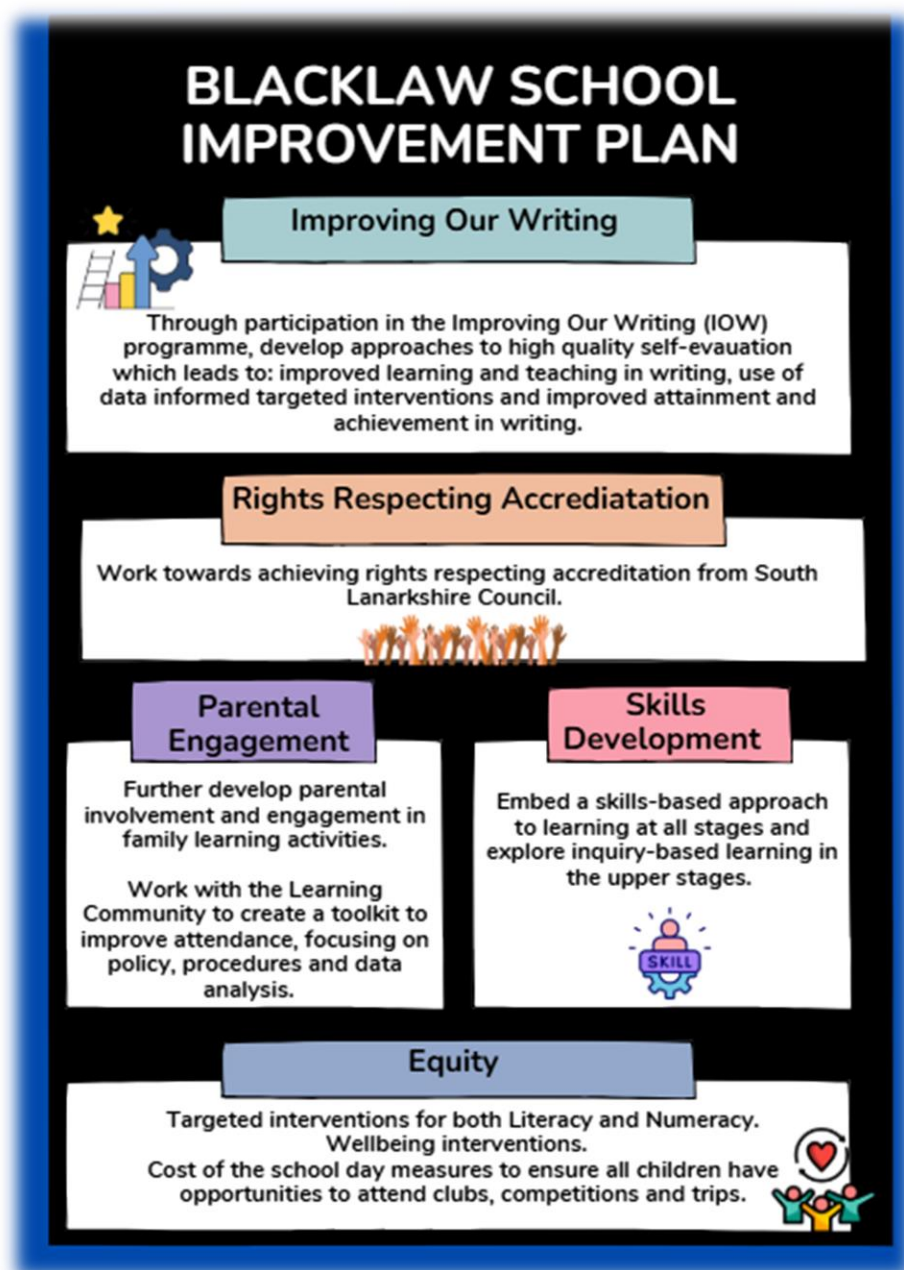 BLACKLAW SCHOOL
IMPROVEMENT PLAN
Improving Our Writing
Through participation in the Improving Our Writing (IOW)
programme, develop approaches to high quality self-evauation
which leads to: improved learning and teaching in writing, use of
data informed targeted interventions and improved attainment and
achievement in writing.
Rights Respecting Accrediatation
Work towards achieving rights respecting accreditation from South
Lanarkshire Council.
Parental
Engagement
Further develop parental
involvement and engagement in
family learning activities.
Work with the Learning
Community to create a toolkit to
improve attendance, focusing on
policy, procedures and data
analysis.
Skills
Development
Embed a skills-based approach
to learning at all stages and
explore inquiry-based learning in
the upper stages.
SKILL
Equity
Targeted interventions for both Literacy and Numeracy.
Wellbeing interventions.
Cost of the school day measures to ensure all children have
opportunities to attend clubs, competitions and trips.